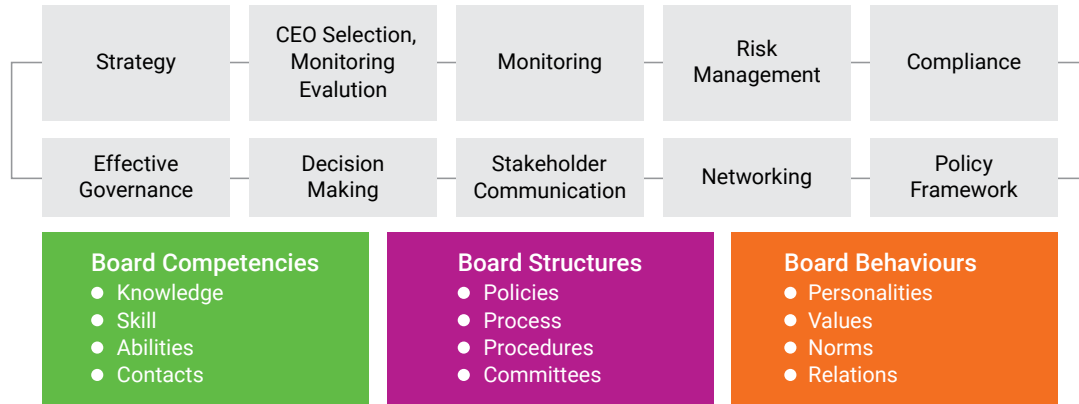 Strategy
CEO Selection,
Monitoring
Evalution
Monitoring
Risk
Management
Compliance
Effective
Governance
Decision
Making
Stakeholder
Communication
Networking
Policy
Framework
Board Competencies
Knowledge
Skill
Abilities
Contacts
Board Structures
Policies
Process
Procedures
Committees
Board Behaviours
Personalities
Values
Norms
Relations